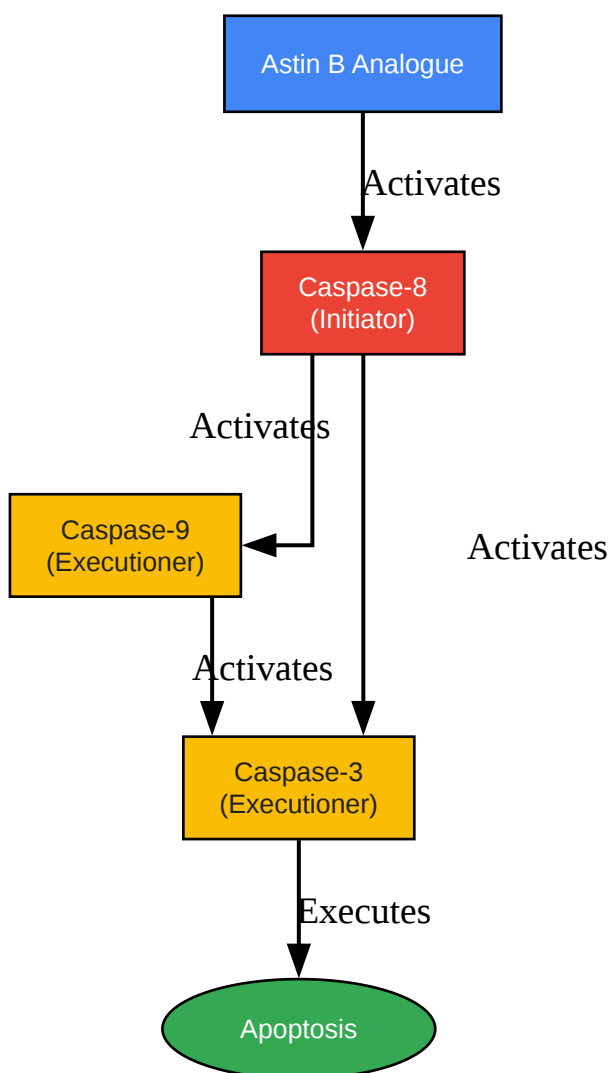 Astin B Analogue
Activates
Caspase-8
(Initiator)
Activates
Caspase-9
(Executioner)
Activates
Activates
Caspase-3
(Executioner)
Executes
Apoptosis